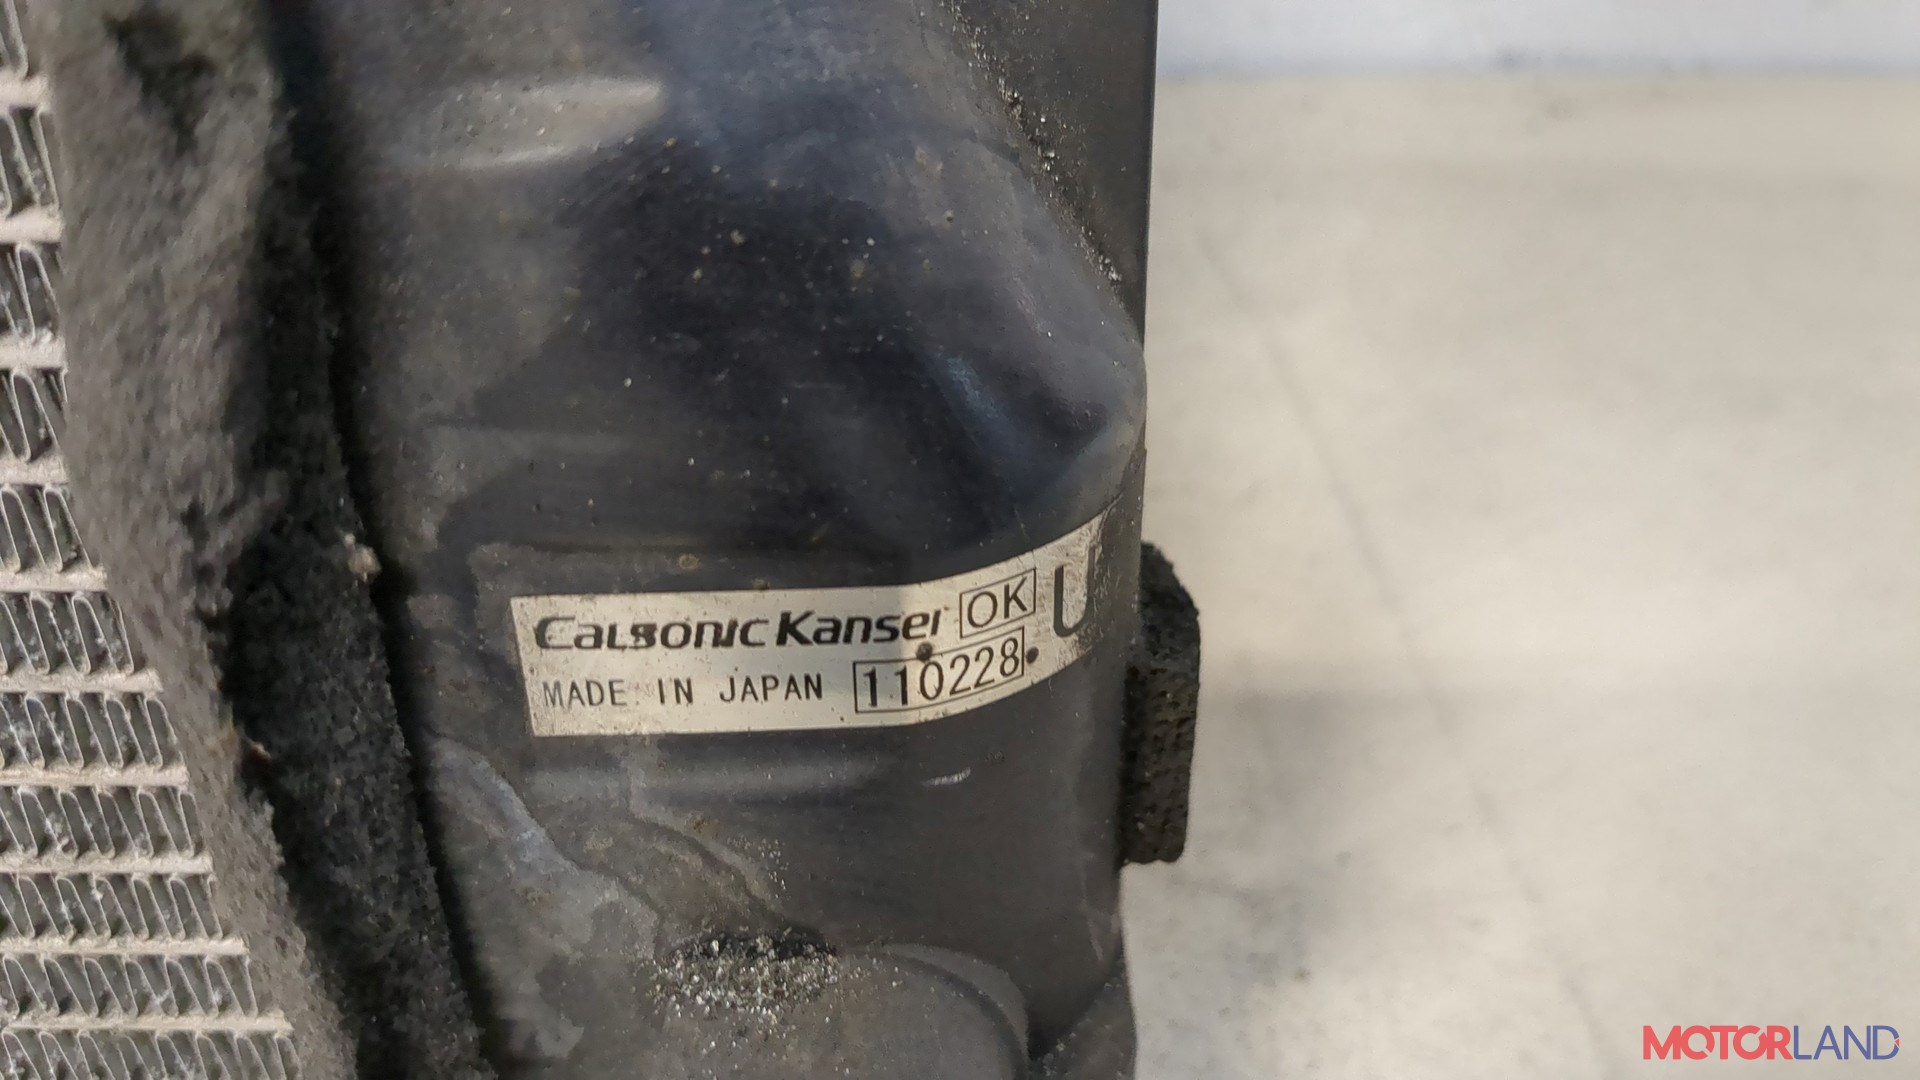 CalsonicKansei OK U
MADE IN JAPAN 110228
MOTORLAND